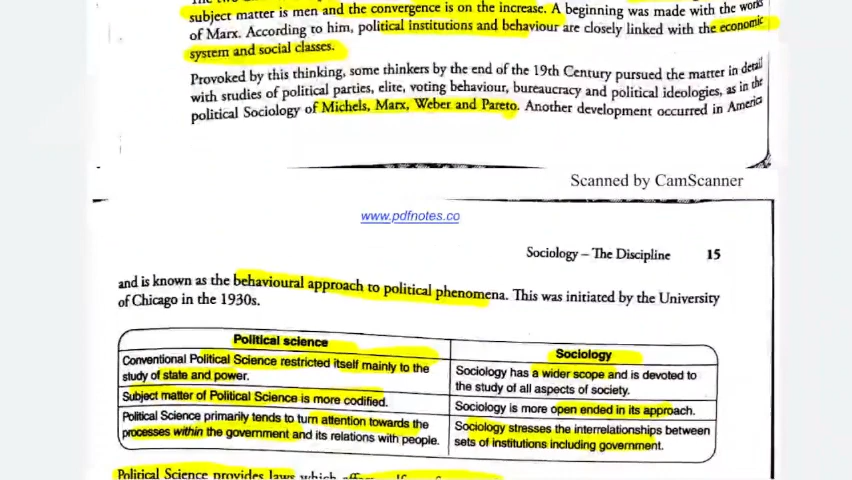 subject matter is men and the convergence is on the increase. A beginning was made with the works
of Marx. According to him, political institutions and behaviour are closely linked with the economic
system and social classes.
Provoked by this thinking, some thinkers by the end of the 19th Century pursued the matter in detail
with studies of political parties, elite, voting behaviour, bureaucracy and political ideologies, as in the
political Sociology of Michels, Marx, Weber and Pareto. Another development occurred in America
Scanned by CamScanner
www.pdfnotes.co
Sociology – The Discipline 15
and is known as the behavioural approach to political phenomena. This was initiated by the University
of Chicago in the 1930s.
Political science
Conventional Political Science restricted itself mainly to the
study of state and power.
Subject matter of Political Science is more codified.
Political Science primarily tends to turn attention towards the
processes within the government and its relations with people.
Sociology
Sociology has a wider scope and is devoted to
the study of all aspects of society.
Sociology is more open ended in its approach.
Sociology stresses the interrelationships between
sets of institutions including government.
Political Science provides laws which